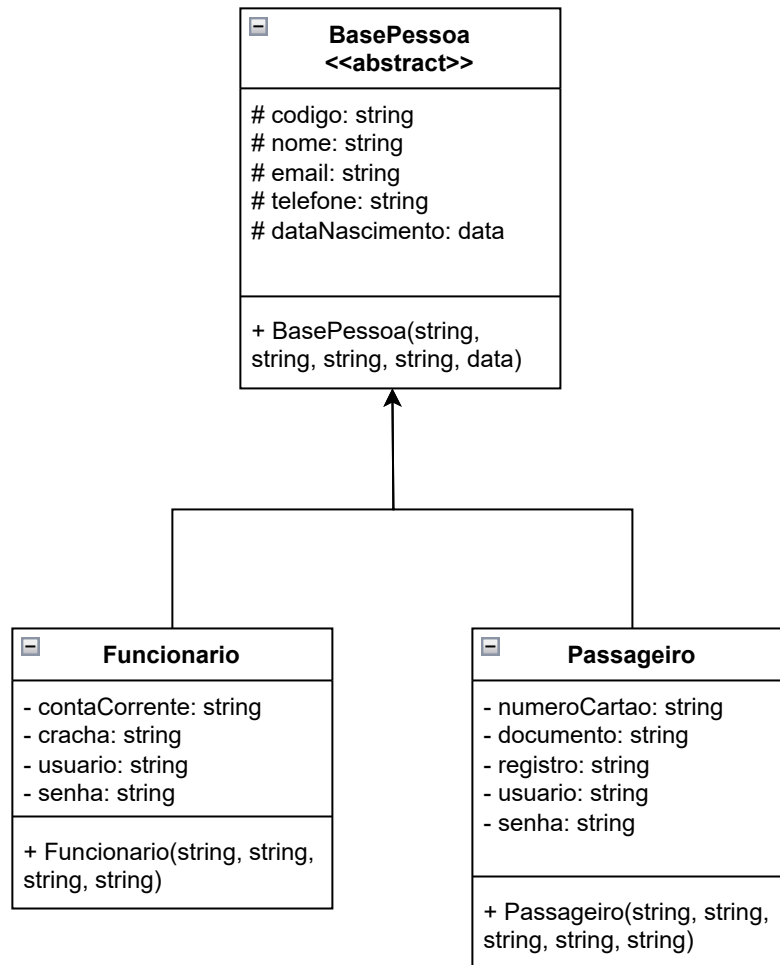 BasePessoa
<<abstract>>
# codigo: string
# nome: string
# email: string
# telefone: string
# dataNascimento: data
+ BasePessoa(string,
string, string, string, data)
Funcionario
- contaCorrente: string
- cracha: string
- usuario: string
- senha: string
+ Funcionario(string, string,
string, string)
Passageiro
- numeroCartao: string
- documento: string
- registro: string
- usuario: string
- senha: string
+ Passageiro(string, string,
string, string, string)